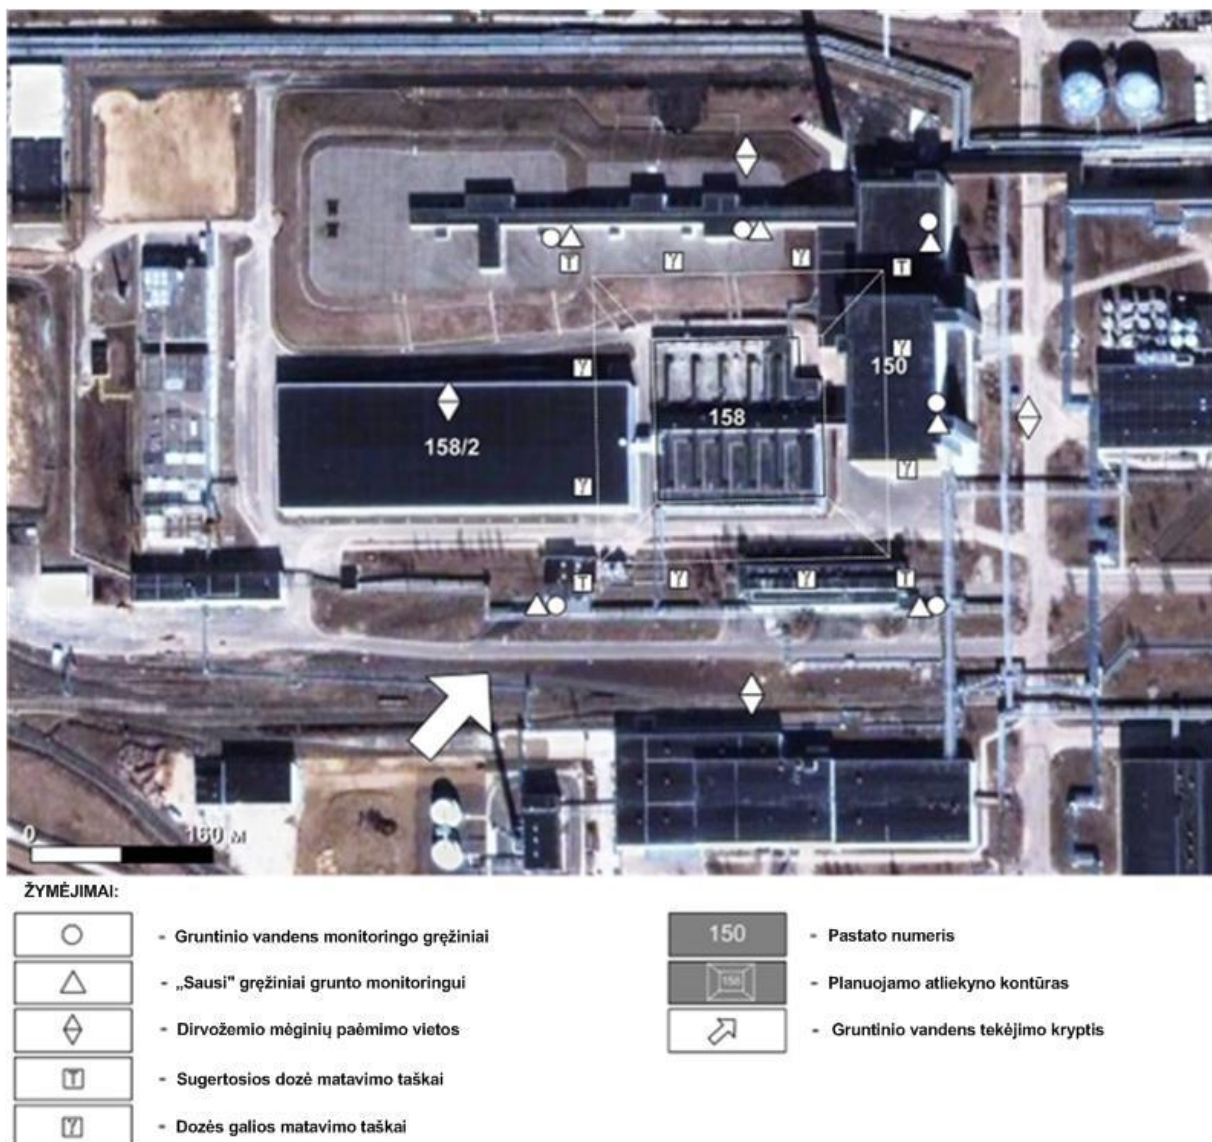 T
γ
γ
T
150
γ
γ
158
158/2
γ
γ
T
γ
γ
T
0
160 м
ŽYMĖJIMAI:
- Gruntinio vandens monitoringo gręžiniai
150
- Pastato numeris
- „Sausi" gręžiniai grunto monitoringui
158
- Planuojamo atliekyno kontūras
- Dirvožemio mėginių paėmimo vietos
- Gruntinio vandens tekėjimo kryptis
T
- Sugertosios dozė matavimo taškai
γ
- Dozės galios matavimo taškai